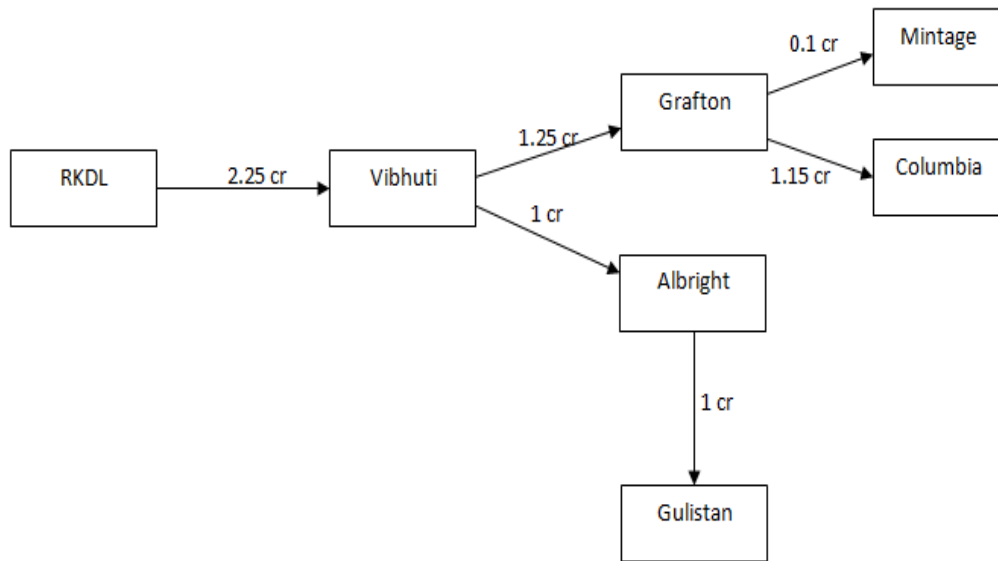 0.1 cr
Mintage
Grafton
1.25 cr
RKDL
2.25 cr
Vibhuti
1.15 cr
Columbia
1 cr
Albright
1 cr
Gulistan